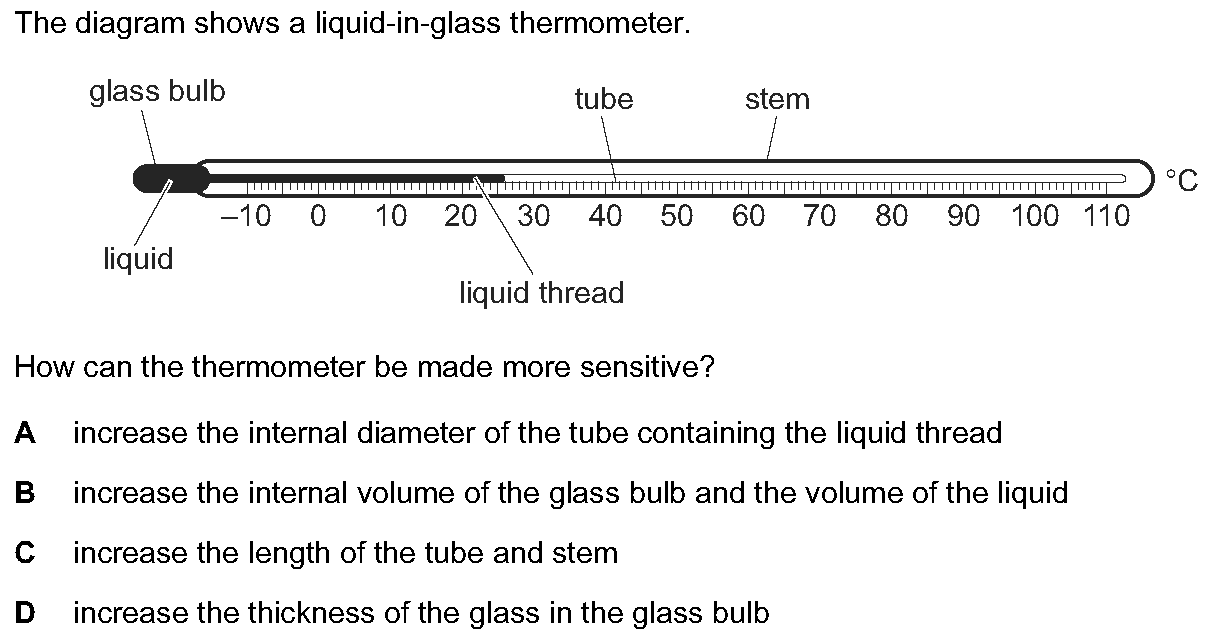 The diagram shows a liquid-in-glass thermometer.
glass bulb
tube
stem
°C
–10 0 10 20 30 40 50 60 70 80 90 100 110
liquid
liquid thread
How can the thermometer be made more sensitive?
A increase the internal diameter of the tube containing the liquid thread
B increase the internal volume of the glass bulb and the volume of the liquid
C increase the length of the tube and stem
D increase the thickness of the glass in the glass bulb